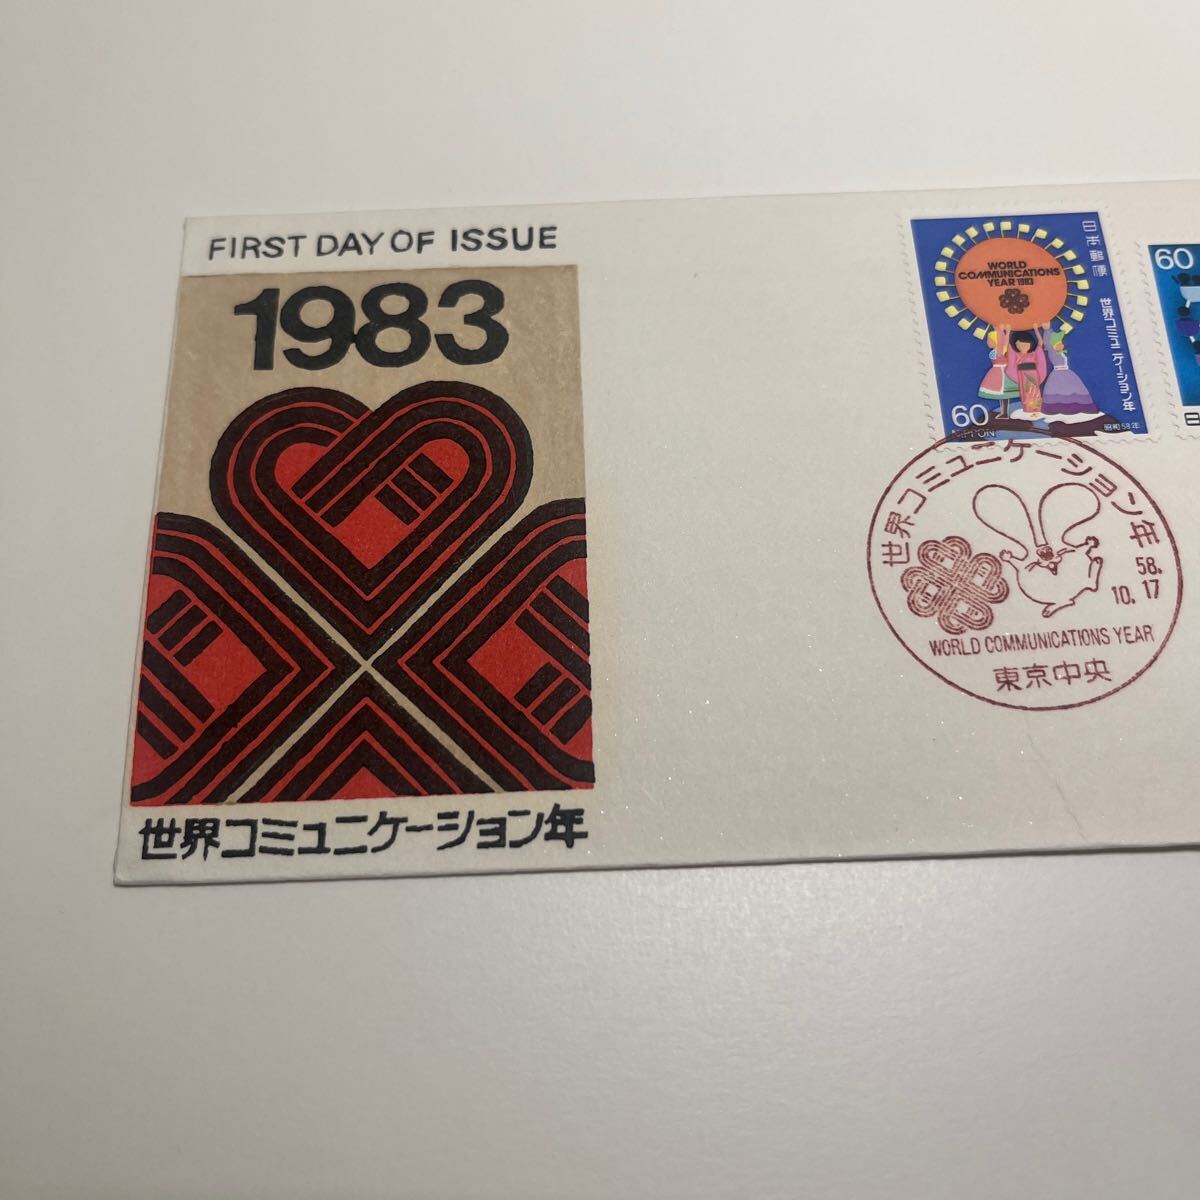 FIRST DAY OF ISSUE
1983
世界コミュニケーション年
WORLD
COMMUNICATIONS
YEAR 1983
日本郵便
世界コミュニケーション年
60
NIPPON
昭和58年
60
日
世界コミュニケーション年
58.
10.17
WORLD COMMUNICATIONS YEAR
東京中央